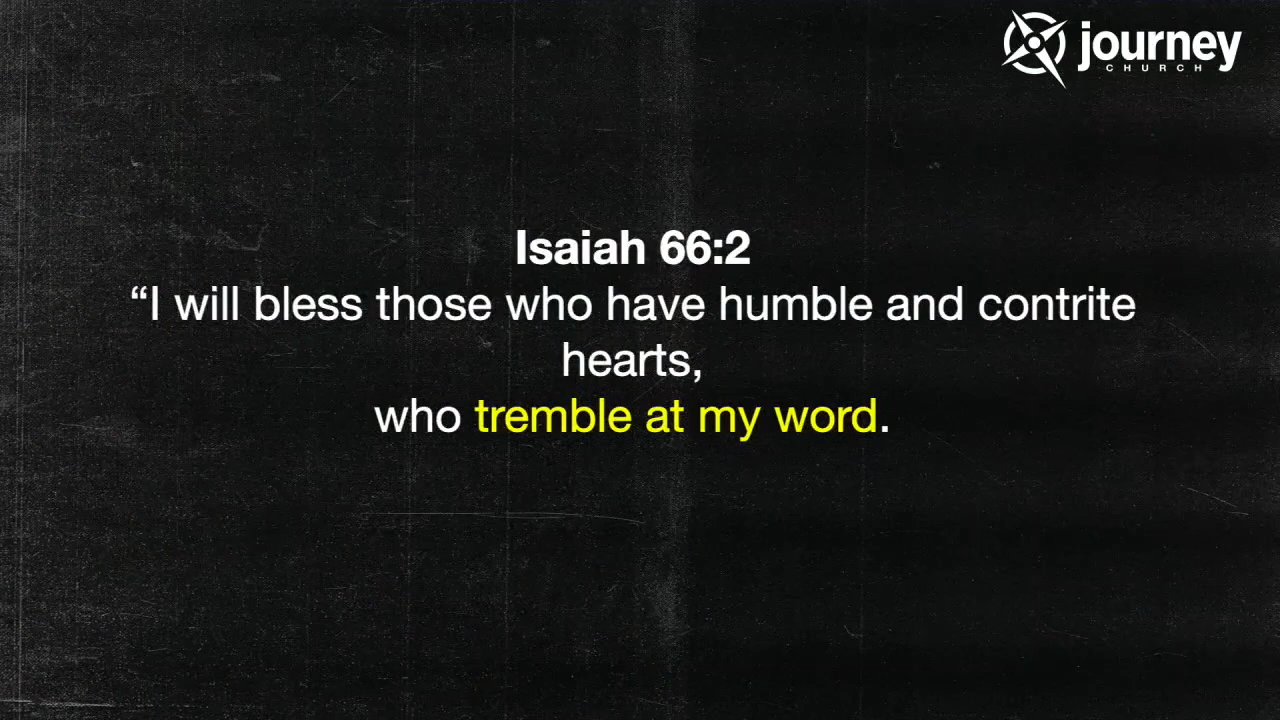 journey
CHURCH
Isaiah 66:2
“I will bless those who have humble and contrite
hearts,
who tremble at my word.